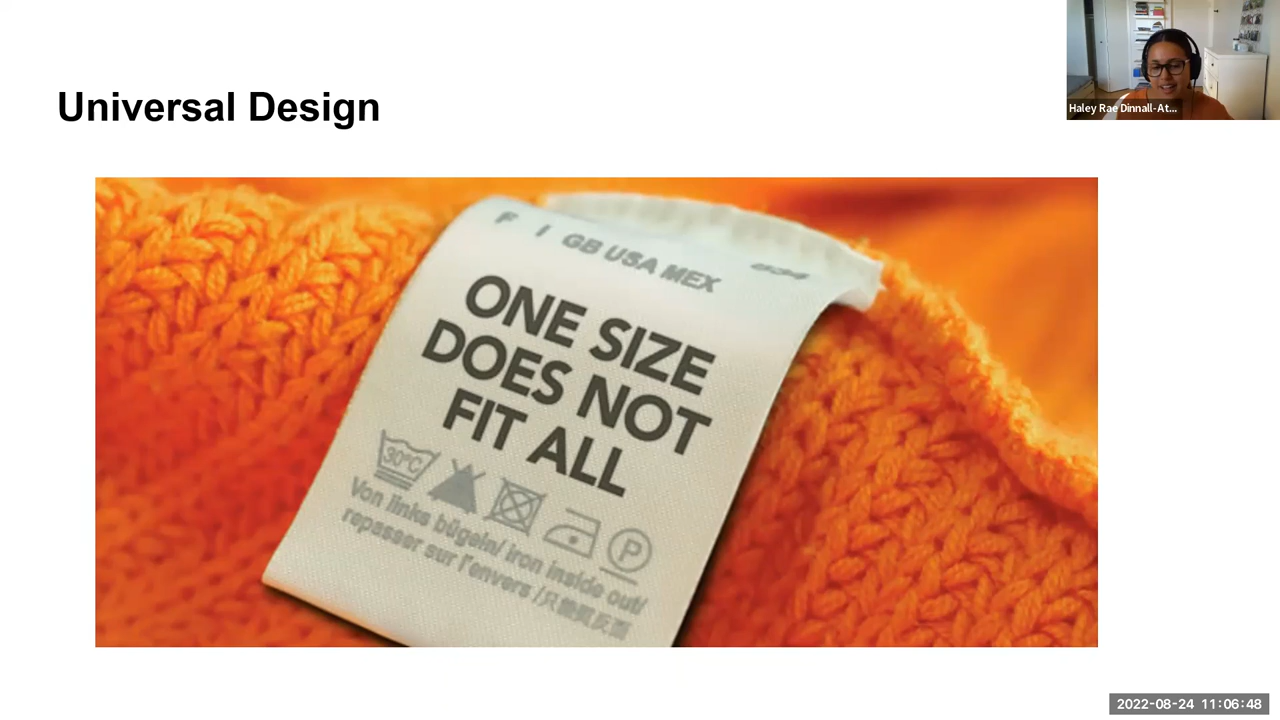 Universal Design
Haley Rae Dinnall-At...
F I GB USA MEX
ONE SIZE
DOES NOT
FIT ALL
30°C
P
Von links bügeln/ iron inside out/
repasser sur l'envers /
2022-08-24 11:06:48